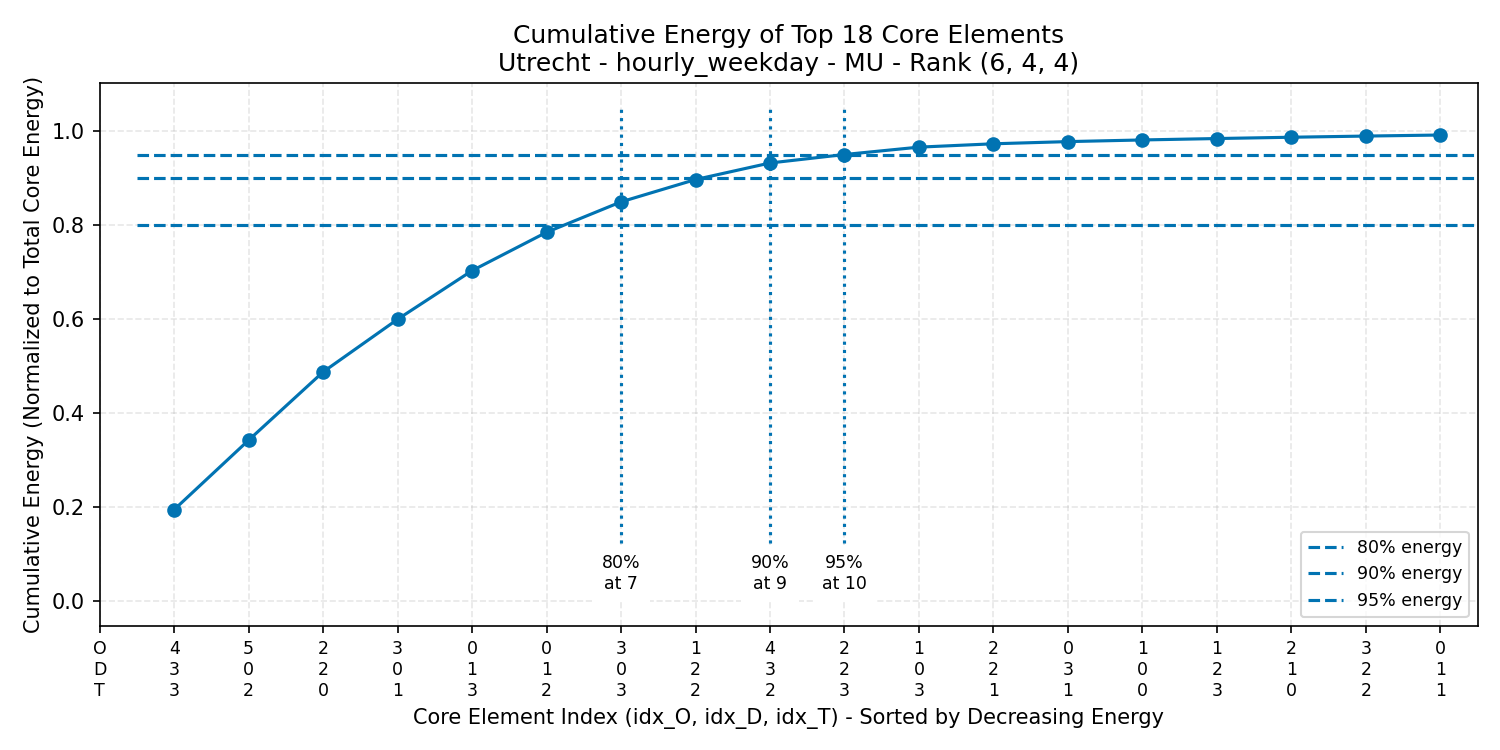 Cumulative Energy of Top 18 Core Elements
Utrecht - hourly_weekday - MU - Rank (6, 4, 4)
Cumulative Energy (Normalized to Total Core Energy)
1.0
0.8
0.6
0.4
0.2
0.0
80%
at 7
90%
at 9
95%
at 10
80% energy
90% energy
95% energy
O 4 5 2 3 0 0 3 1 4 2 1 2 0 1 1 2 3 0
D 3 0 2 0 1 1 0 2 3 2 0 2 3 0 2 1 2 1
T 3 2 0 1 3 2 3 2 2 3 3 1 1 0 3 0 2 1
Core Element Index (idx_O, idx_D, idx_T) - Sorted by Decreasing Energy